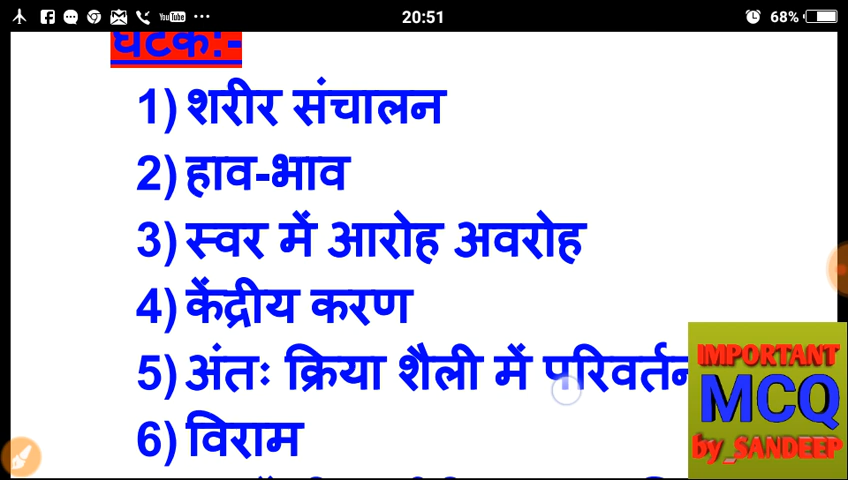 20:51
68%
YouTube
घटक:-
1) शरीर संचालन
2) हाव-भाव
3) स्वर में आरोह अवरोह
4) केंद्रीय करण
5) अंतः क्रिया शैली में परिवर्तन
6) विराम
IMPORTANT
MCQ
by_SANDEEP